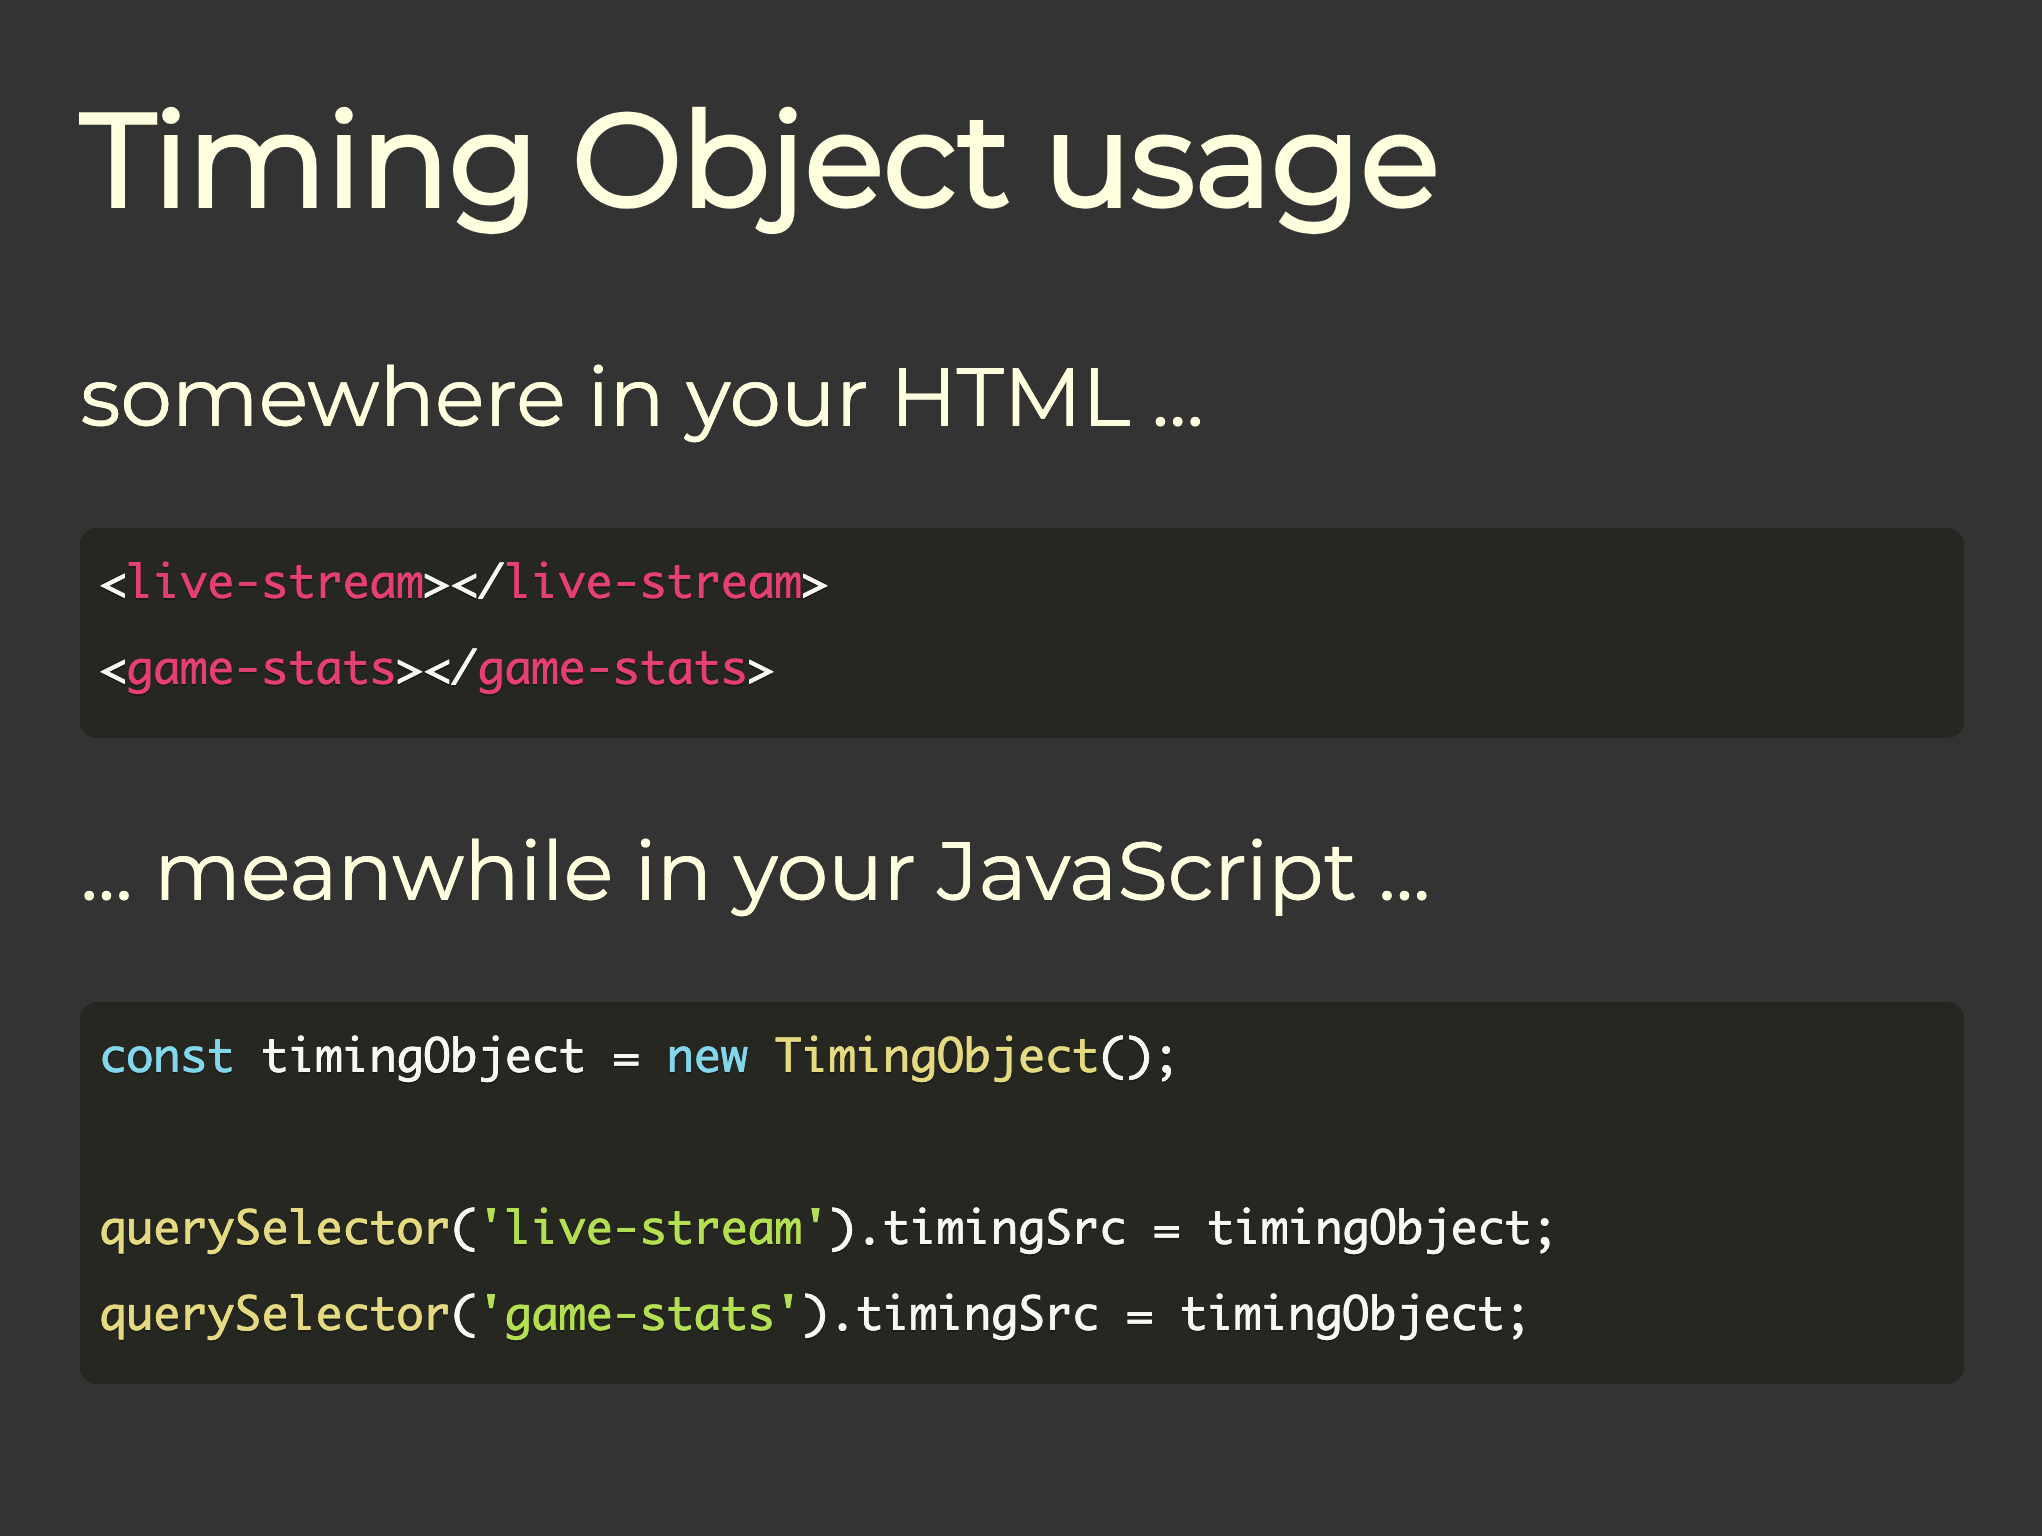 Timing Object usage
somewhere in your HTML ...
<live-stream></live-stream>
<game-stats></game-stats>
... meanwhile in your JavaScript ...
const timingObject = new TimingObject();
querySelector('live-stream').timingSrc = timingObject;
querySelector('game-stats').timingSrc = timingObject;